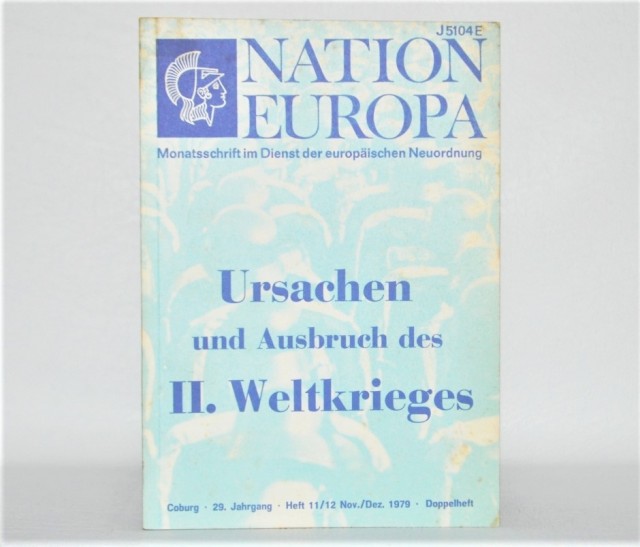 J5104E
NATION
EUROPA
Monatsschrift im Dienst der europäischen Neuordnung
Ursachen
und Ausbruch des
II. Weltkrieges
Coburg · 29. Jahrgang · Heft 11/12 Nov./Dez. 1979 · Doppelheft